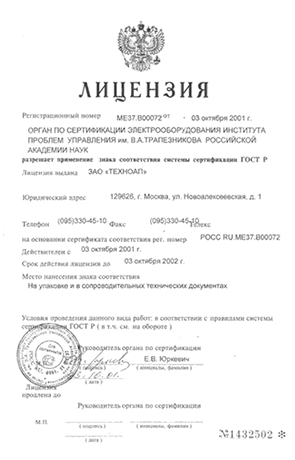 ЛИЦЕНЗИЯ
Регистрационный номер МЕ37.В00072 от 03 октября 2001 г.
ОРГАН ПО СЕРТИФИКАЦИИ ЭЛЕКТРООБОРУДОВАНИЯ ИНСТИТУТА
ПРОБЛЕМ УПРАВЛЕНИЯ им. В.А.ТРАПЕЗНИКОВА РОССИЙСКОЙ
АКАДЕМИИ НАУК
разрешает применение знака соответствия системы сертификации ГОСТ Р
Лицензия выдана ЗАО «ТЕХНОАП»
Юридический адрес 129626, г. Москва, ул. Новоалексеевская, д. 1
Телефон (095)330-45-10 Факс (095)330-45-10 Телекс
на основании сертификата соответствия рег. номер РОСС RU.МЕ37.В00072
Действителен с 03 октября 2001 г.
Срок действия лицензии до 03 октября 2002 г.
Место нанесения знака соответствия
На упаковке и в сопроводительных технических документах
Условия проведения данного вида работ: в соответствии с правилами системы
сертификации ГОСТ Р ( в т.ч. см. на обороте )
Руководитель органа по сертификации
Е.В. Юркевич
( подпись ) ( инициалы, фамилия )
( дата )
Лицензия
продлена до
Руководитель органа по сертификации
М.П.
( подпись ) ( инициалы, фамилия )
( дата )
№1432502 ✻